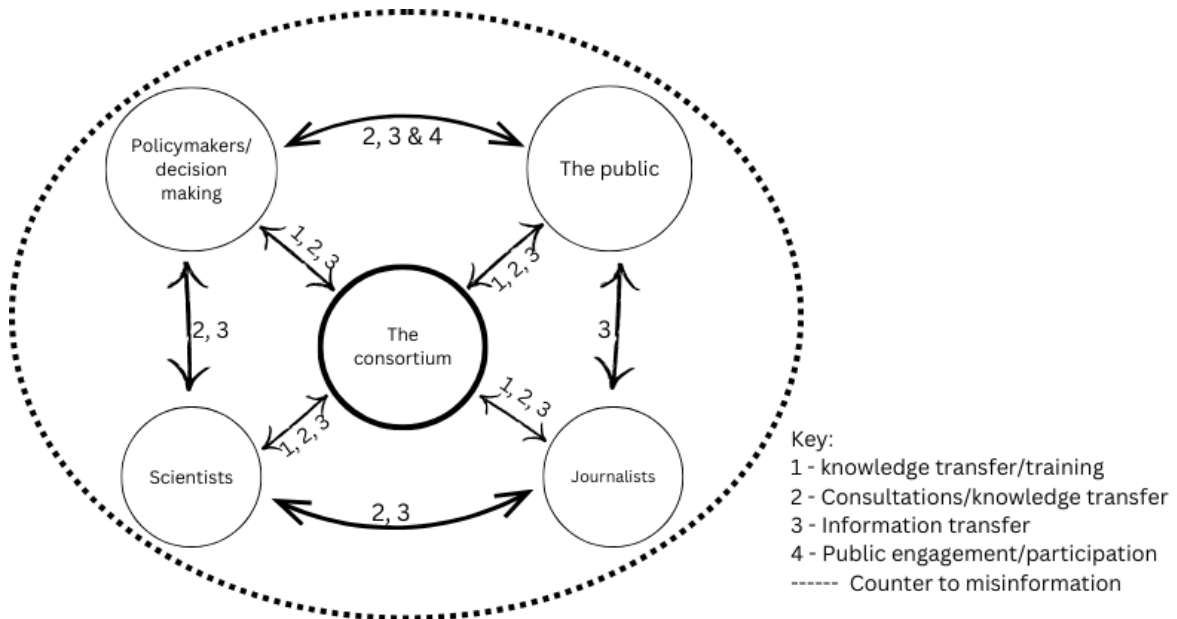 Policymakers/
decision
making
2, 3 & 4
The public
1, 2, 3
1, 2, 3
2, 3
The
consortium
3
1, 2, 3
1, 2, 3
Scientists
Journalists
2, 3
Key:
1 - knowledge transfer/training
2 - Consultations/knowledge transfer
3 - Information transfer
4 - Public engagement/participation
------ Counter to misinformation